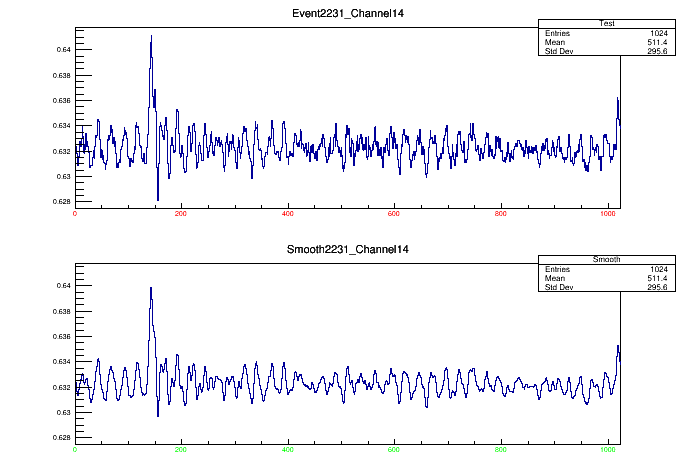 Event2231_Channel14
Test
Entries 1024
Mean 511.4
Std Dev 295.6
0.64
0.638
0.636
0.634
0.632
0.63
0.628
0 200 400 600 800 1000
Smooth2231_Channel14
Smooth
Entries 1024
Mean 511.4
Std Dev 295.6
0.64
0.638
0.636
0.634
0.632
0.63
0.628
0 200 400 600 800 1000